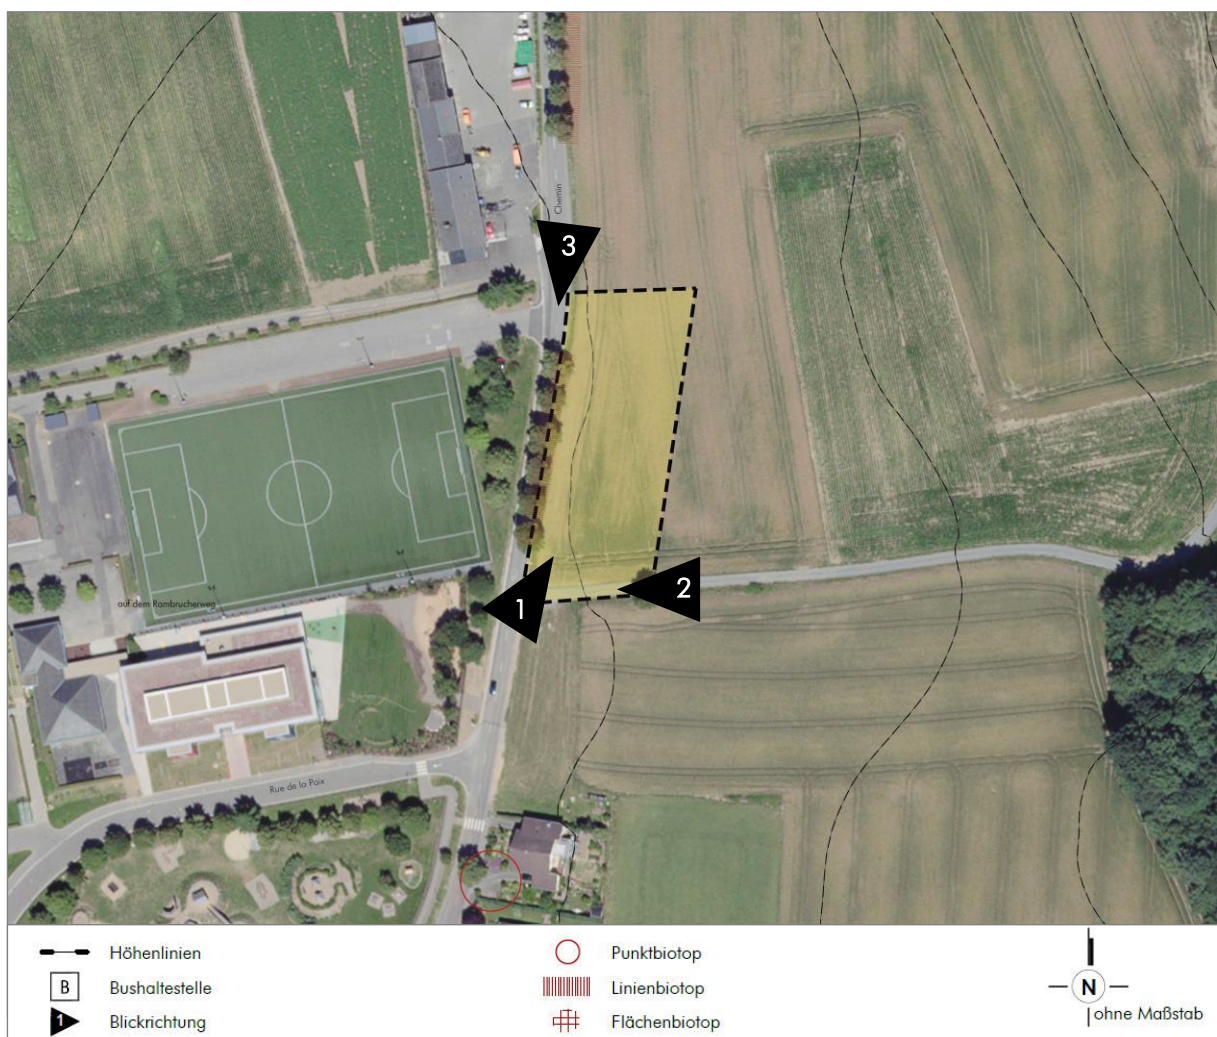 Chemin
3
2
1
auf dem Rambrucherweg
Rue de la Paix
Höhenlinien
Punktbiotop
B
Bushaltestelle
Linienbiotop
N
1
Blickrichtung
Flächenbiotop
ohne Maßstab